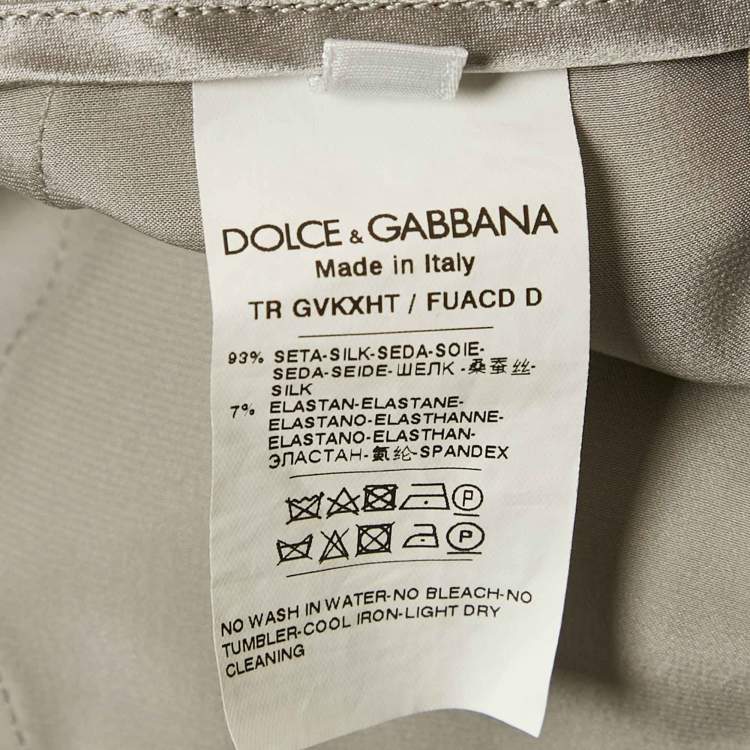 DOLCE & GABBANA
Made in Italy
TR GVKXHT / FUACD D
93% SETA-SILK-SEDA-SOIE-
SEDA-SEIDE-ШЕЛК-桑蚕丝-
SILK
7% ELASTAN-ELASTANE-
ELASTANO-ELASTHANNE-
ELASTANO-ELASTHAN-
ЭЛАСТАН-氨纶-SPANDEX
P
P
NO WASH IN WATER-NO BLEACH-NO
TUMBLER-COOL IRON-LIGHT DRY
CLEANING